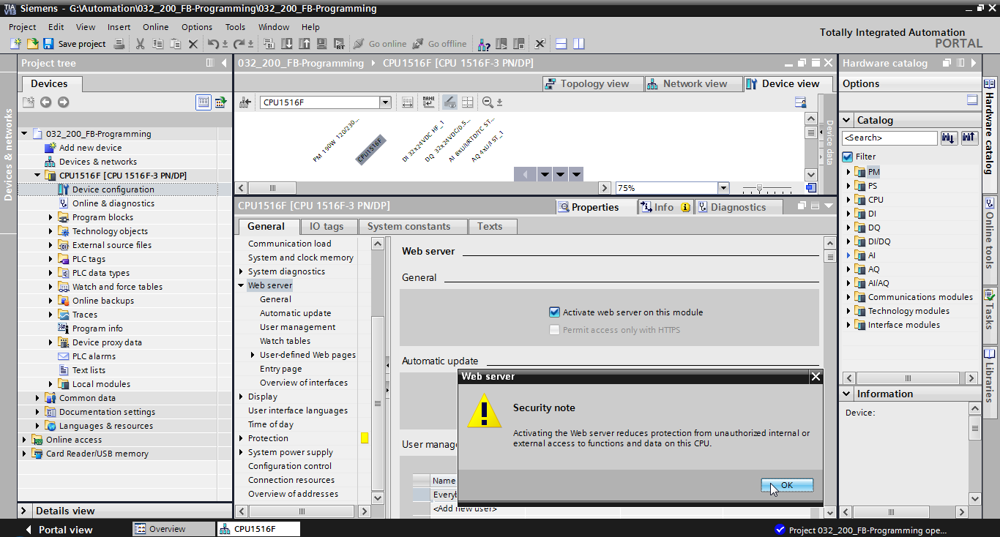 TIA V13
Siemens - G:\Automation\032_200_FB-Programming\032_200_FB-Programming
Project Edit View Insert Online Options Tools Window Help
Totally Integrated Automation
PORTAL
Save project
Go online
Go offline
Project tree
Devices
Devices & networks
032_200_FB-Programming
Add new device
Devices & networks
CPU1516F [CPU 1516F-3 PN/DP]
Device configuration
Online & diagnostics
Program blocks
Technology objects
External source files
PLC tags
PLC data types
Watch and force tables
Online backups
Traces
Program info
Device proxy data
PLC alarms
Text lists
Local modules
Common data
Documentation settings
Languages & resources
Online access
Card Reader/USB memory
Details view
032_200_FB-Programming CPU1516F [CPU 1516F-3 PN/DP]
Topology view
Network view
Device view
CPU1516F
PM 190W 120/230...
CPU1516F
DI 32x24VDC HF_1
DQ 32x24VDC/0.5...
AI 8xU/I/RTD/TC ST...
AQ 4xU/I ST_1
Device data
75%
CPU1516F [CPU 1516F-3 PN/DP]
Properties
Info
Diagnostics
General
IO tags
System constants
Texts
Communication load
System and clock memory
System diagnostics
Web server
General
Automatic update
User management
Watch tables
User-defined Web pages
Entry page
Overview of interfaces
Display
User interface languages
Time of day
Protection
System power supply
Configuration control
Connection resources
Overview of addresses
Web server
General
Activate web server on this module
Permit access only with HTTPS
Automatic update
User manage
Name
Everyb
<Add new user>
Web server
Security note
Activating the Web server reduces protection from unauthorized internal or
external access to functions and data on this CPU.
OK
Hardware catalog
Options
Catalog
<Search>
Filter
PM
PS
CPU
DI
DQ
DI/DQ
AI
AQ
AI/AQ
Communications modules
Technology modules
Interface modules
Information
Device:
Hardware catalog
Online tools
Tasks
Libraries
Portal view
Overview
CPU1516F
Project 032_200_FB-Programming ope...